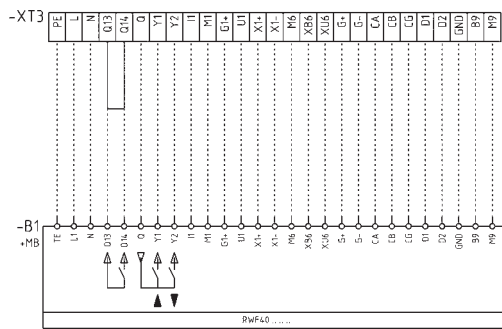 -XT3 PE L N Q13 Q14 Q Y1 Y2 I1 M1 G1+ U1 X1+ X1- M6 XB6 XU6 G+ G- CA CB CG D1 D2 GND B9 M9
-B1
+MB TE L1 N Q13 Q14 Q Y1 Y2 I1 M1 G1+ U1 X1+ X1- M6 XB6 XU6 G+ G- CA CB CG D1 D2 GND B9 M9
RWF40......